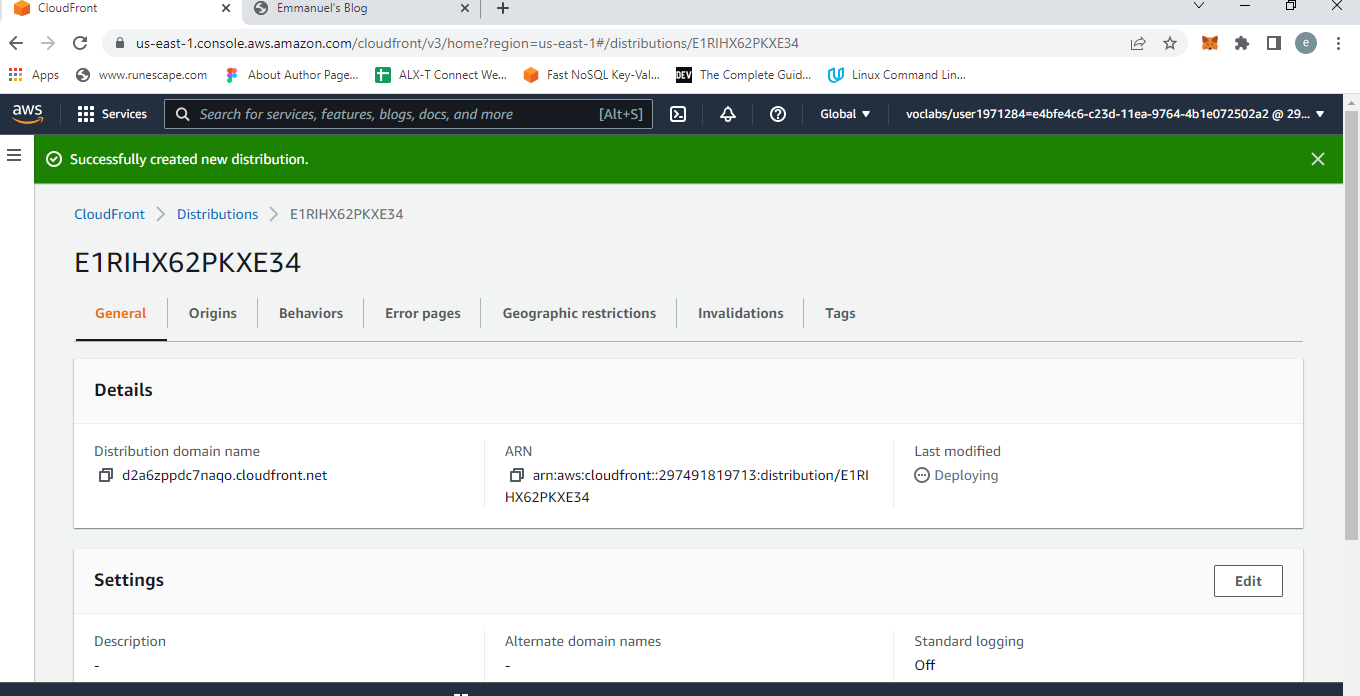 CloudFront
Emmanuel's Blog
us-east-1.console.aws.amazon.com/cloudfront/v3/home?region=us-east-1#/distributions/E1RIHX62PKXE34
e
Apps
www.runescape.com
About Author Page...
ALX-T Connect We...
Fast NoSQL Key-Val...
DEV
The Complete Guid...
Linux Command Lin...
aws
Services
Search for services, features, blogs, docs, and more
[Alt+S]
Global
voclabs/user1971284=e4bfe4c6-c23d-11ea-9764-4b1e072502a2 @ 29...
Successfully created new distribution.
CloudFront
Distributions
E1RIHX62PKXE34
E1RIHX62PKXE34
General
Origins
Behaviors
Error pages
Geographic restrictions
Invalidations
Tags
Details
Distribution domain name
d2a6zppdc7naqo.cloudfront.net
ARN
arn:aws:cloudfront::297491819713:distribution/E1RI
HX62PKXE34
Last modified
Deploying
Settings
Edit
Description
-
Alternate domain names
-
Standard logging
Off